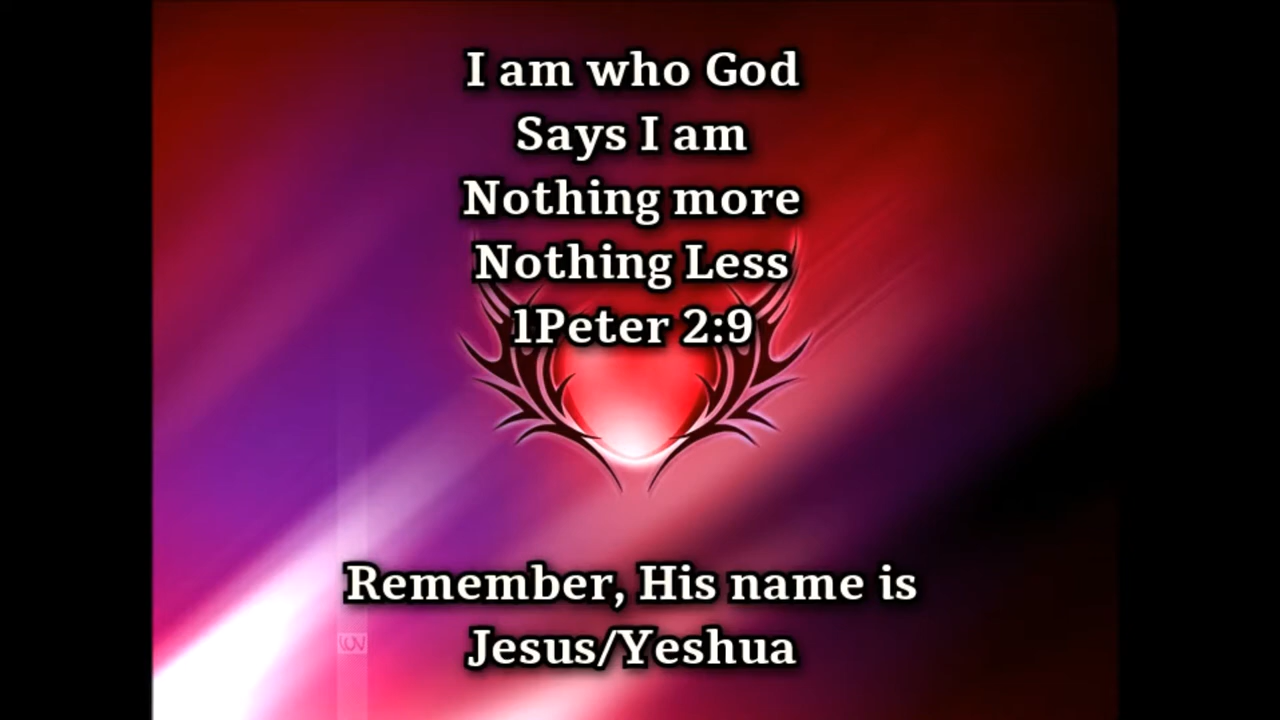 I am who God
Says I am
Nothing more
Nothing Less
1Peter 2:9
Remember, His name is
Jesus/Yeshua